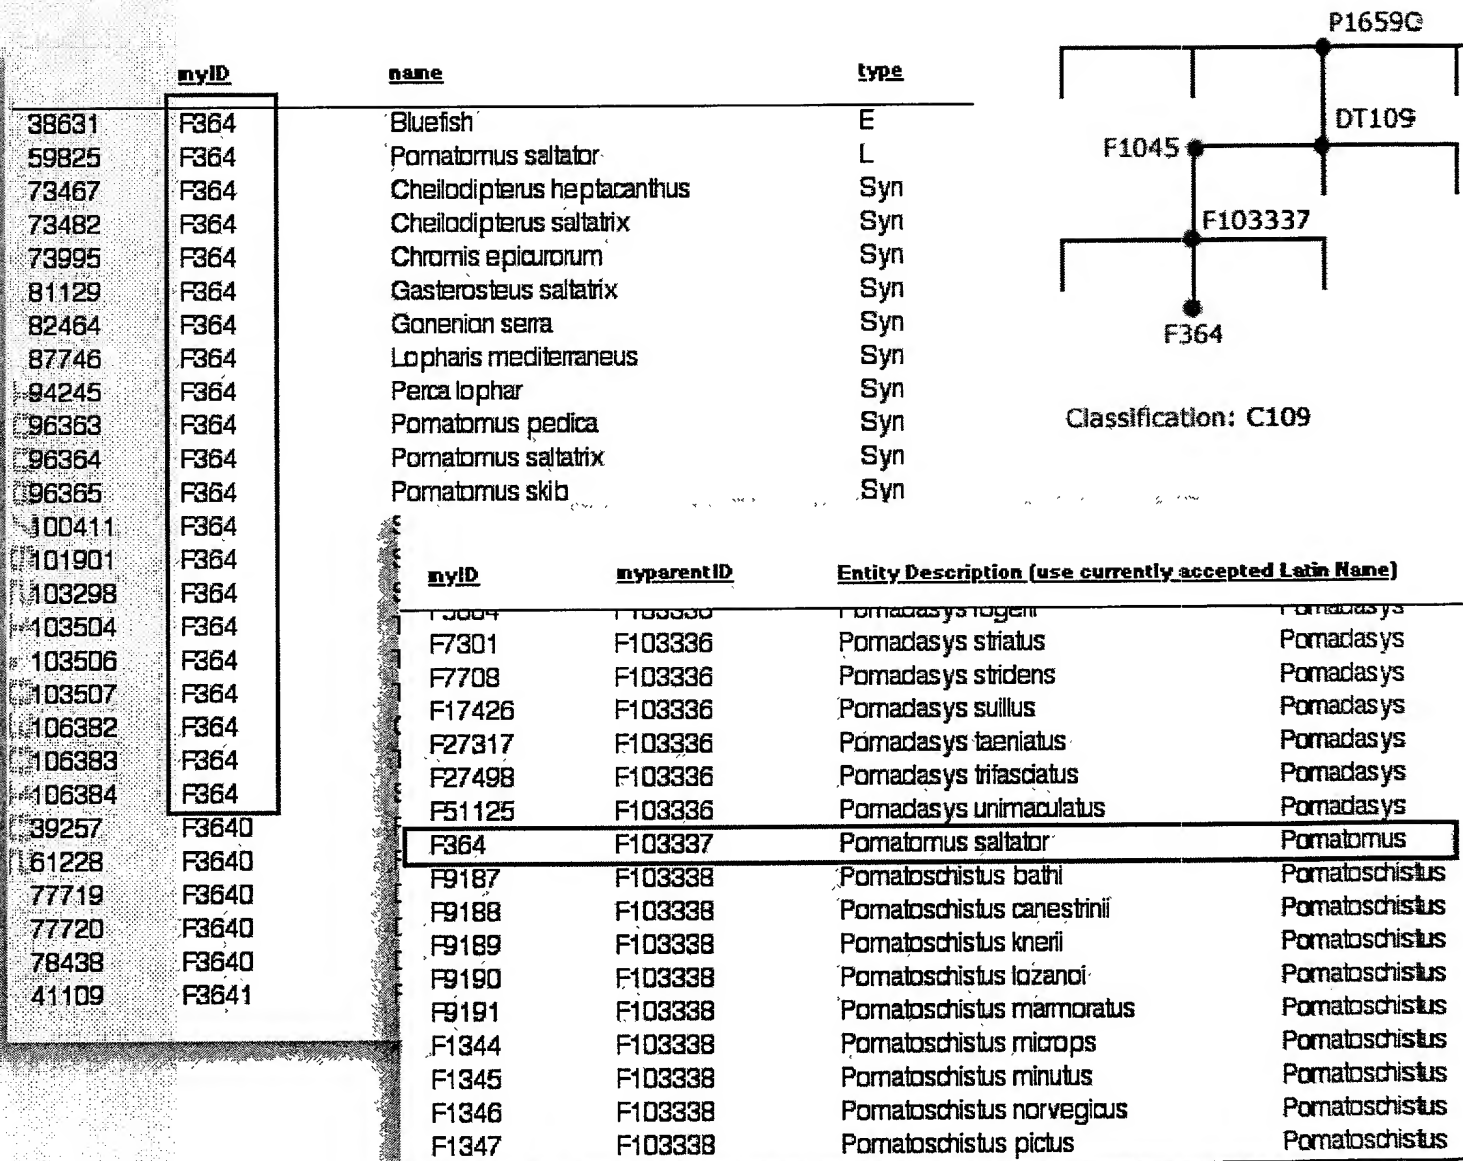 myID name type
38631 F364 Bluefish E
59825 F364 Pomatomus saltator L
73467 F364 Cheilodipterus heptacanthus Syn
73482 F364 Cheilodipterus saltatrix Syn
73995 F364 Chromis epicurorum Syn
81129 F364 Gasterosteus saltatrix Syn
82464 F364 Gonenion serra Syn
87746 F364 Lopharis mediterraneus Syn
94245 F364 Perca lophar Syn
96363 F364 Pomatomus pedica Syn
96364 F364 Pomatomus saltatrix Syn
96365 F364 Pomatomus skib Syn
100411 F364
101901 F364
103298 F364
103504 F364
103506 F364
103507 F364
106382 F364
106383 F364
106384 F364
39257 F3640
61228 F3640
77719 F3640
77720 F3640
78438 F3640
41109 F3641
P1659C
DT109
F1045
F103337
F364
Classification: C109
myID myparentID Entity Description (use currently accepted Latin Name)
F7301 F103336 Pomadasys striatus Pomadasys
F7708 F103336 Pomadasys stridens Pomadasys
F17426 F103336 Pomadasys suillus Pomadasys
F27317 F103336 Pomadasys taeniatus Pomadasys
F27498 F103336 Pomadasys trifasciatus Pomadasys
F51125 F103336 Pomadasys unimaculatus Pomadasys
F364 F103337 Pomatomus saltator Pomatomus
F9187 F103338 Pomatoschistus bathi Pomatoschistus
F9188 F103338 Pomatoschistus canestrinii Pomatoschistus
F9189 F103338 Pomatoschistus knerii Pomatoschistus
F9190 F103338 Pomatoschistus lozanoi Pomatoschistus
F9191 F103338 Pomatoschistus marmoratus Pomatoschistus
F1344 F103338 Pomatoschistus microps Pomatoschistus
F1345 F103338 Pomatoschistus minutus Pomatoschistus
F1346 F103338 Pomatoschistus norvegicus Pomatoschistus
F1347 F103338 Pomatoschistus pictus Pomatoschistus